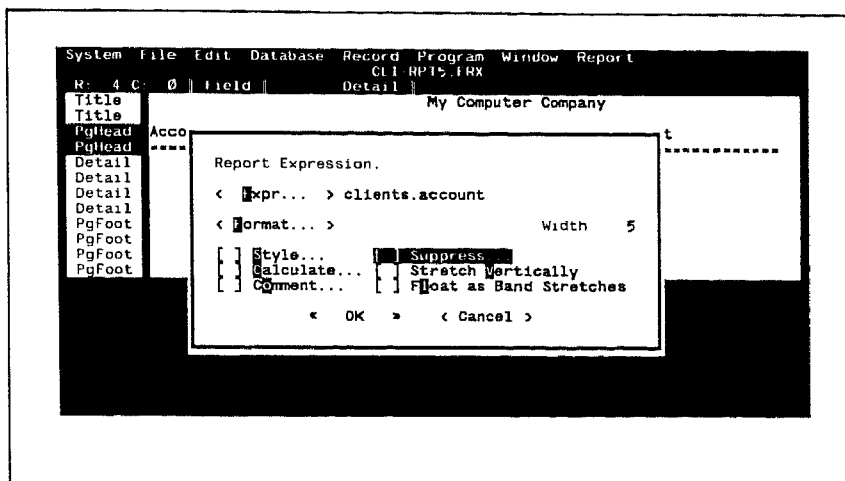 System File Edit Database Record Program Window Report
CLI-RPT5.FRX
R: 4 C: 0 | Field | Detail
Title My Computer Company
Title
PgHead Acco t
PgHead
Detail
Detail
Detail
Detail
PgFoot
PgFoot
PgFoot
PgFoot
Report Expression.
< Expr... > clients.account
< Format... > Width 5
[ ] Style... [ ] Suppress...
[ ] Calculate... [ ] Stretch Vertically
[ ] Comment... [ ] Float as Band Stretches
« OK » < Cancel >